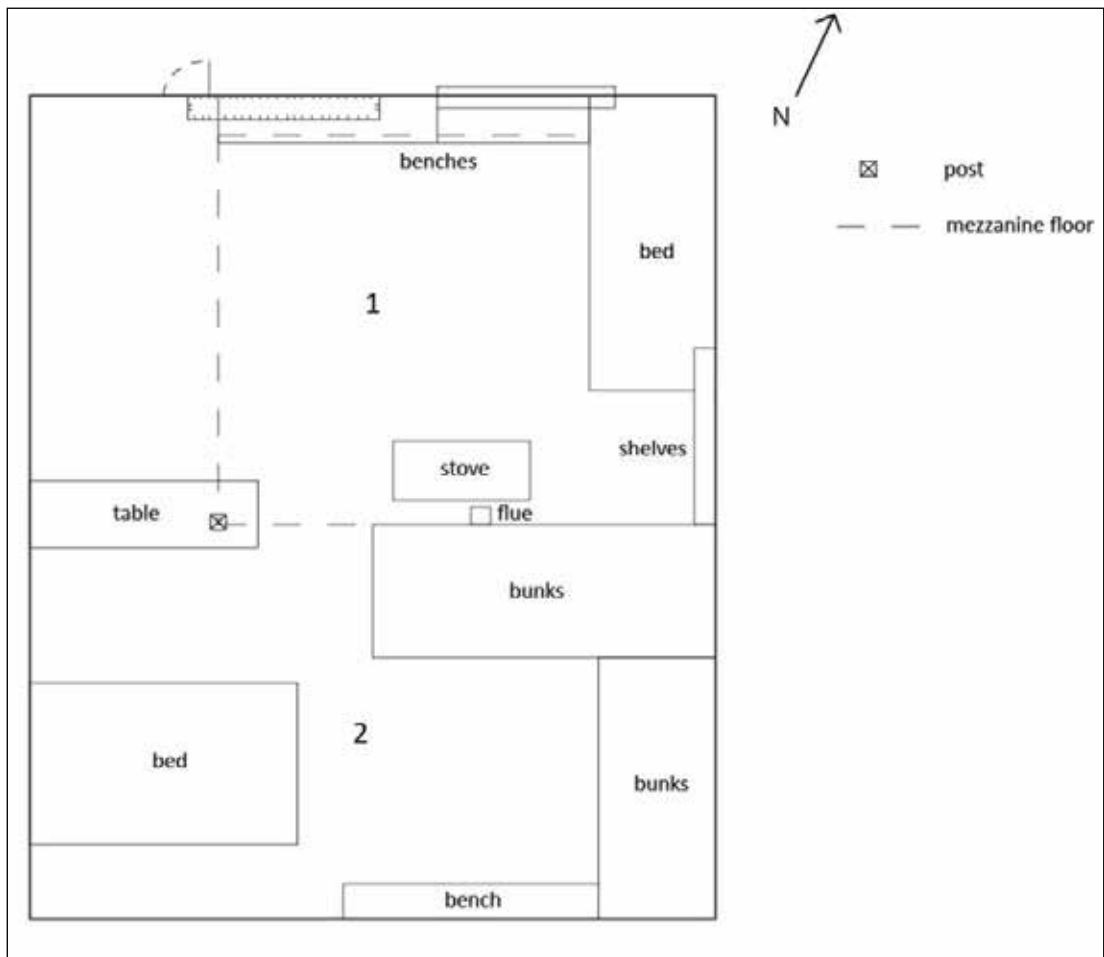 N
post
mezzanine floor
benches
bed
1
shelves
stove
table
flue
bunks
2
bed
bunks
bench